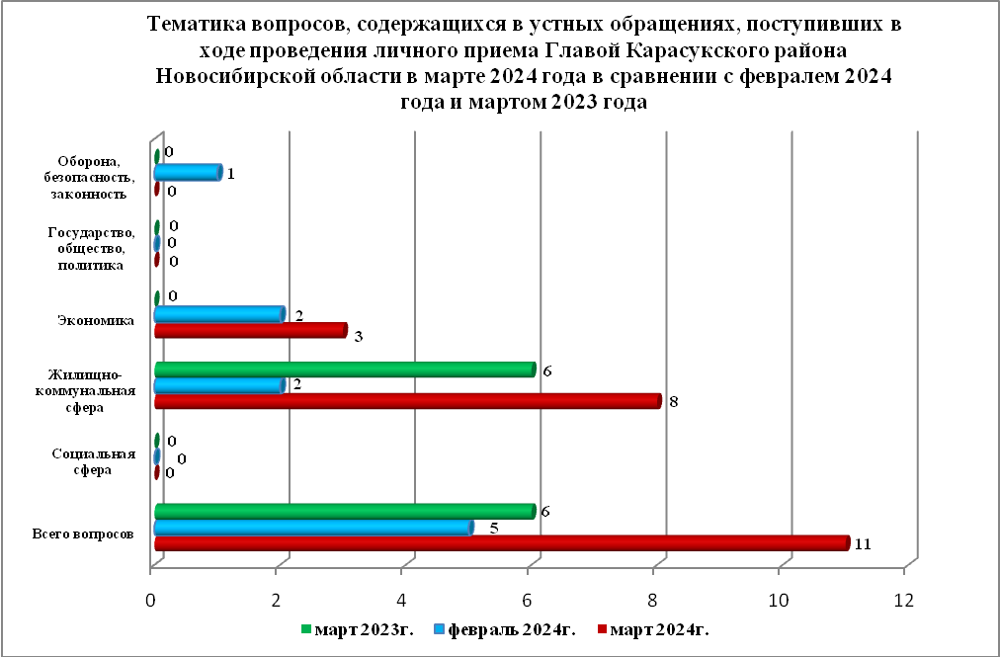 Тематика вопросов, содержащихся в устных обращениях, поступивших в
ходе проведения личного приема Главой Карасукского района
Новосибирской области в марте 2024 года в сравнении с февралем 2024
года и мартом 2023 года
Оборона,
безопасность,
законность
0
1
0
Государство,
общество,
политика
0
0
0
Экономика
0
2
3
Жилищно-
коммунальная
сфера
6
2
8
Социальная
сфера
0
0
0
Всего вопросов
6
5
11
0 2 4 6 8 10 12
март 2023г. февраль 2024г. март 2024г.